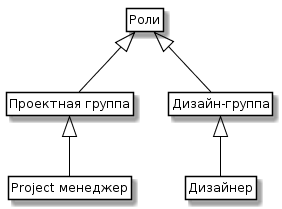 Роли
Проектная группа
Дизайн-группа
Project менеджер
Дизайнер